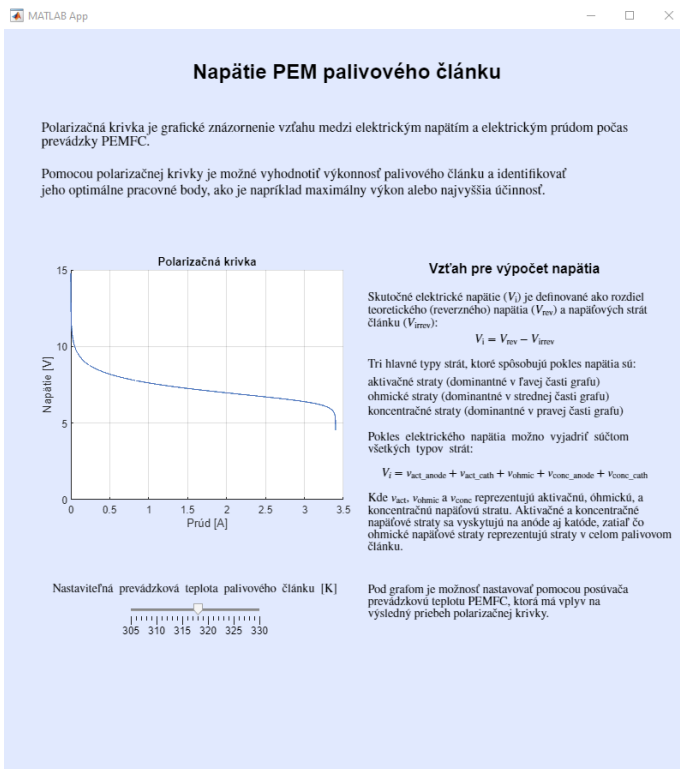 MATLAB App
Napätie PEM palivového článku
Polarizačná krivka je grafické znázornenie vzťahu medzi elektrickým napätím a elektrickým prúdom počas
prevádzky PEMFC.
Pomocou polarizačnej krivky je možné vyhodnotiť výkonnosť palivového článku a identifikovať
jeho optimálne pracovné body, ako je napríklad maximálny výkon alebo najvyššia účinnosť.
Polarizačná krivka
15
10
5
0
Napätie [V]
0 0.5 1 1.5 2 2.5 3 3.5
Prúd [A]
Vzťah pre výpočet napätia
Skutočné elektrické napätie (Vi) je definované ako rozdiel
teoretického (reverzného) napätia (Vrev) a napäťových strát
článku (Virrev):
Vi = Vrev − Virrev
Tri hlavné typy strát, ktoré spôsobujú pokles napätia sú:
aktivačné straty (dominantné v ľavej časti grafu)
ohmické straty (dominantné v strednej časti grafu)
koncentračné straty (dominantné v pravej časti grafu)
Pokles elektrického napätia možno vyjadriť súčtom
všetkých typov strát:
Vi = vact_anode + vact_cath + vohmic + vconc_anode + vconc_cath
Kde vact, vohmic a vconc reprezentujú aktivačnú, óhmickú, a
koncentračnú napäťovú stratu. Aktivačné a koncentračné
napäťové straty sa vyskytujú na anóde aj katóde, zatiaľ čo
ohmické napäťové straty reprezentujú straty v celom palivovom
článku.
Nastaviteľná prevádzková teplota palivového článku [K]
305 310 315 320 325 330
Pod grafom je možnosť nastavovať pomocou posúvača
prevádzkovú teplotu PEMFC, ktorá má vplyv na
výsledný priebeh polarizačnej krivky.